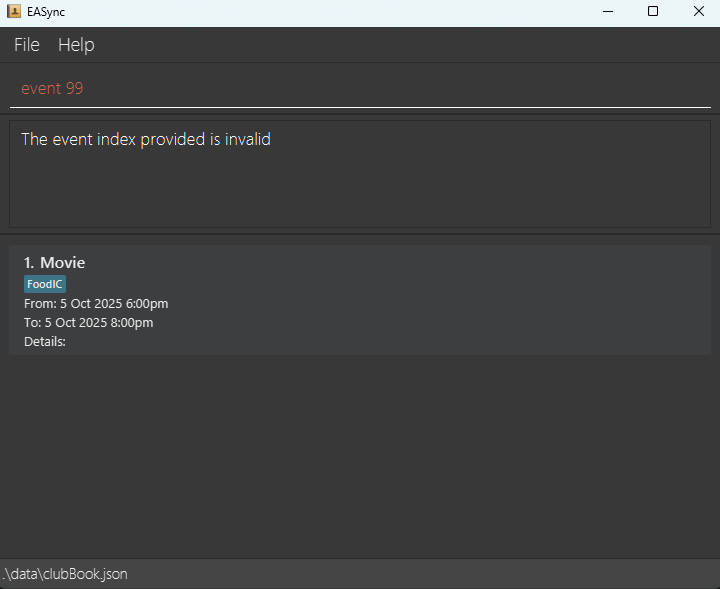 EASync
File Help
event 99
The event index provided is invalid
1. Movie
FoodIC
From: 5 Oct 2025 6:00pm
To: 5 Oct 2025 8:00pm
Details:
.\data\clubBook.json